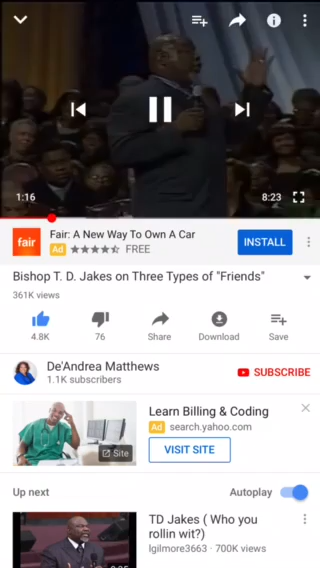 1:16
8:23
fair
Fair: A New Way To Own A Car
Ad FREE
INSTALL
Bishop T. D. Jakes on Three Types of "Friends"
361K views
4.8K
76
Share
Download
Save
De'Andrea Matthews
1.1K subscribers
SUBSCRIBE
Learn Billing & Coding
Ad search.yahoo.com
Site
VISIT SITE
Up next
Autoplay
TD Jakes ( Who you
rollin wit?)
lgilmore3663 · 700K views